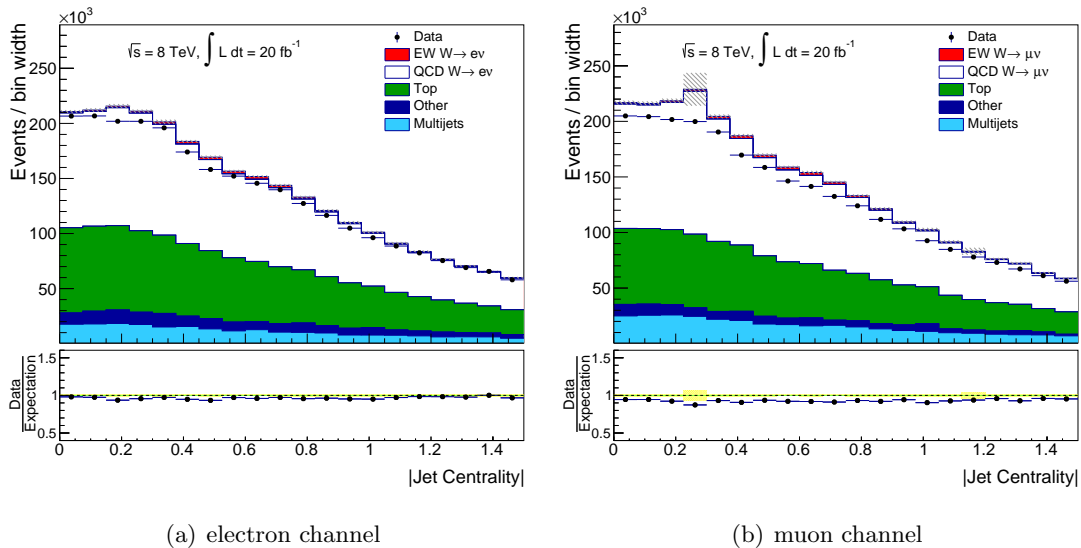 ×10³
Events / bin width
250
200
150
100
50
√s = 8 TeV, ∫ L dt = 20 fb⁻¹
Data
EW W→ eν
QCD W→ eν
Top
Other
Multijets
Data
Expectation
1.5
1
0.5
0 0.2 0.4 0.6 0.8 1 1.2 1.4
|Jet Centrality|
(a) electron channel
×10³
Events / bin width
250
200
150
100
50
√s = 8 TeV, ∫ L dt = 20 fb⁻¹
Data
EW W→ μν
QCD W→ μν
Top
Other
Multijets
Data
Expectation
1.5
1
0.5
0 0.2 0.4 0.6 0.8 1 1.2 1.4
|Jet Centrality|
(b) muon channel